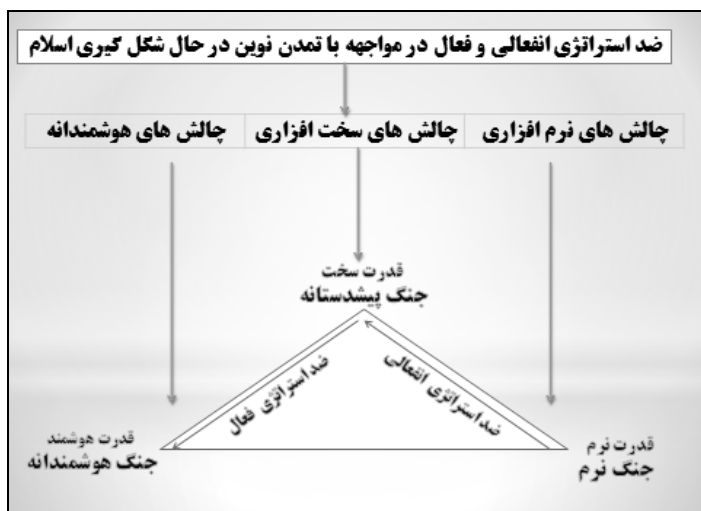 ضد استراتژی انفعالی و فعال در مواجهه با تمدن نوین در حال شکل گیری اسلام
چالش های نرم افزاری
چالش های سخت افزاری
چالش های هوشمندانه
قدرت سخت
جنگ پیشدستانه
ضد استراتژی انفعالی
ضد استراتژی فعال
قدرت نرم
جنگ نرم
قدرت هوشمند
جنگ هوشمندانه